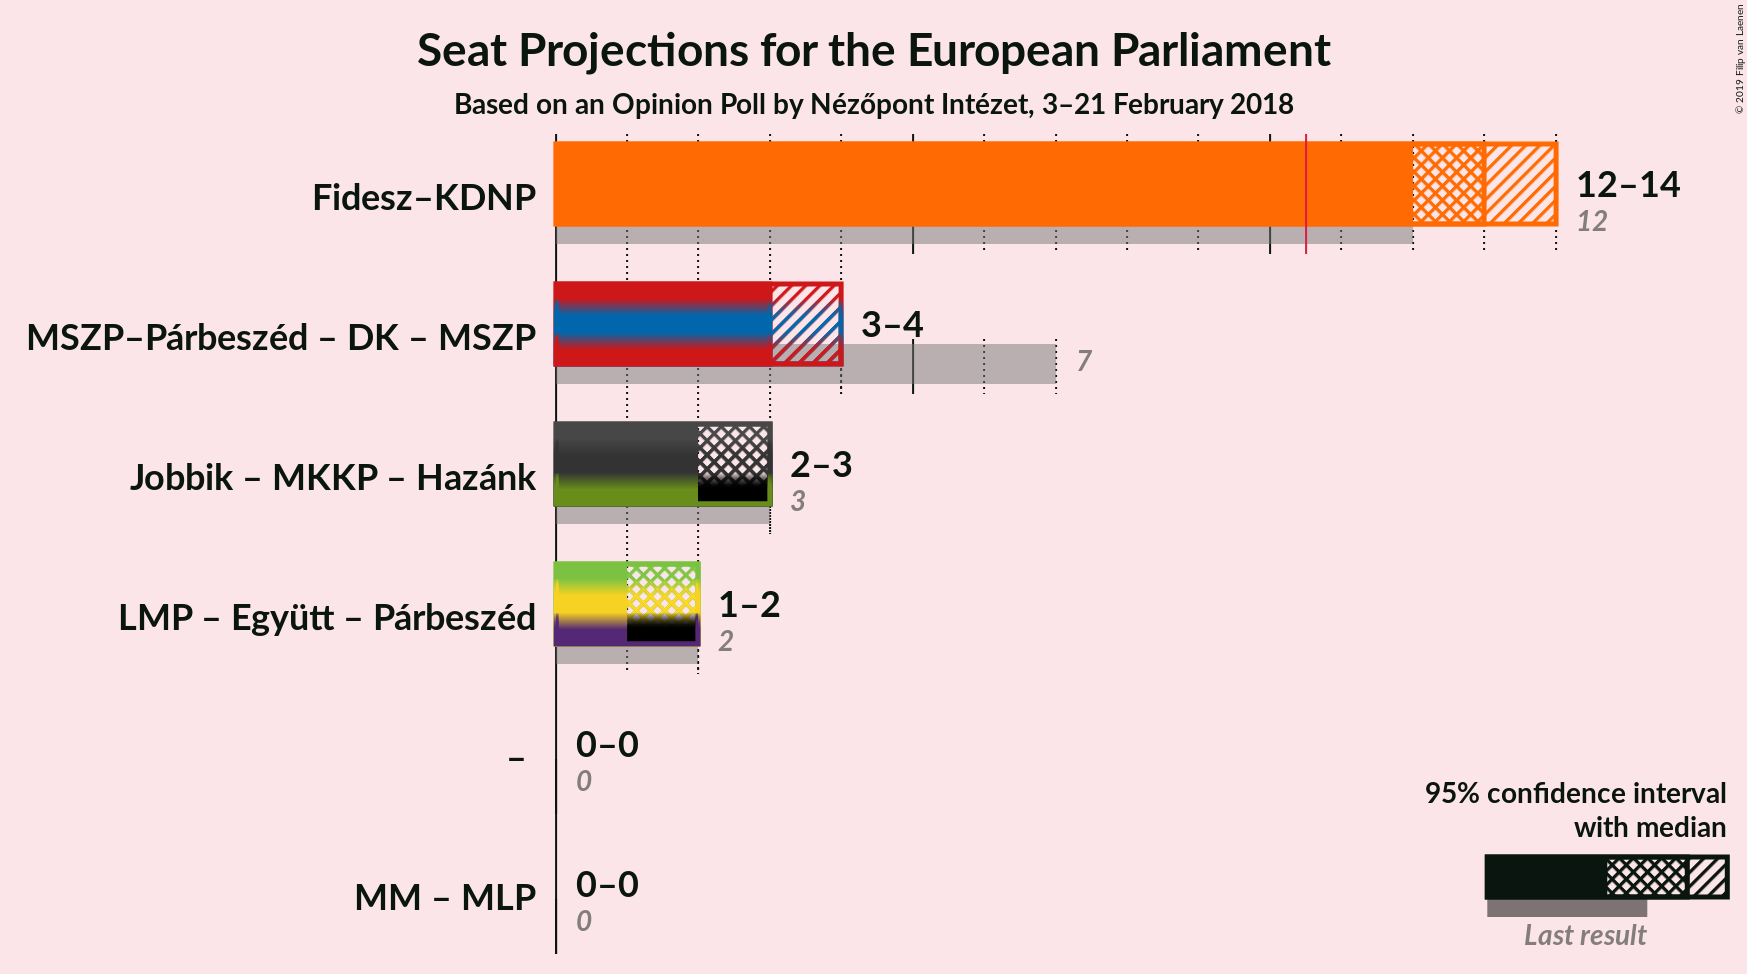 Seat Projections for the European Parliament
Based on an Opinion Poll by Nézőpont Intézet, 3–21 February 2018
© 2019 Filip van Laenen
Fidesz–KDNP
12–14
12
MSZP–Párbeszéd – DK – MSZP
3–4
7
Jobbik – MKKP – Hazánk
2–3
3
LMP – Együtt – Párbeszéd
1–2
2
–
0–0
0
MM – MLP
0–0
0
95% confidence interval
with median
Last result